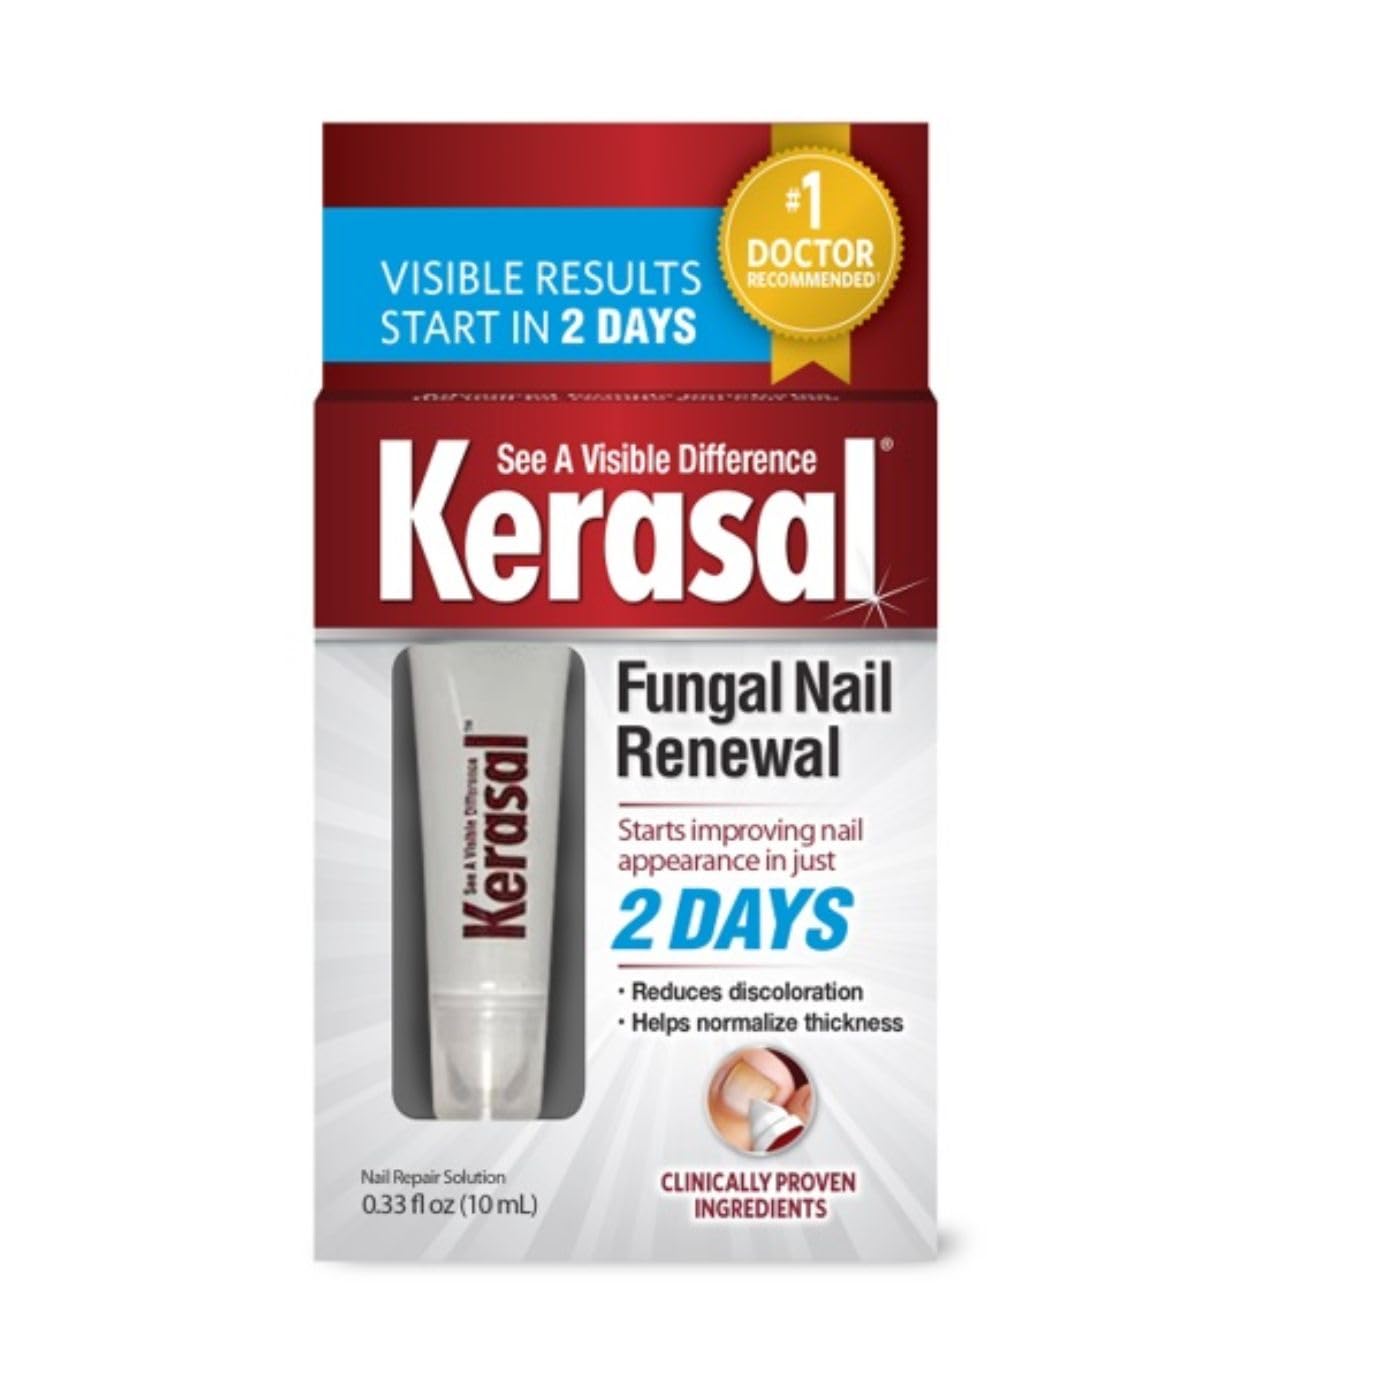 #1
DOCTOR
RECOMMENDED†
VISIBLE RESULTS
START IN 2 DAYS
See A Visible Difference
Kerasal®
Fungal Nail
Renewal
Starts improving nail
appearance in just
2 DAYS
• Reduces discoloration
• Helps normalize thickness
CLINICALLY PROVEN
INGREDIENTS
See A Visible Difference
Kerasal™
Nail Repair Solution
0.33 fl oz (10 mL)